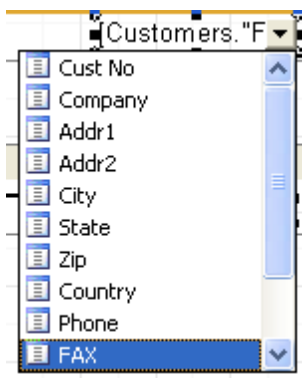 [Customers."F
Cust No
Company
Addr1
Addr2
City
State
Zip
Country
Phone
FAX